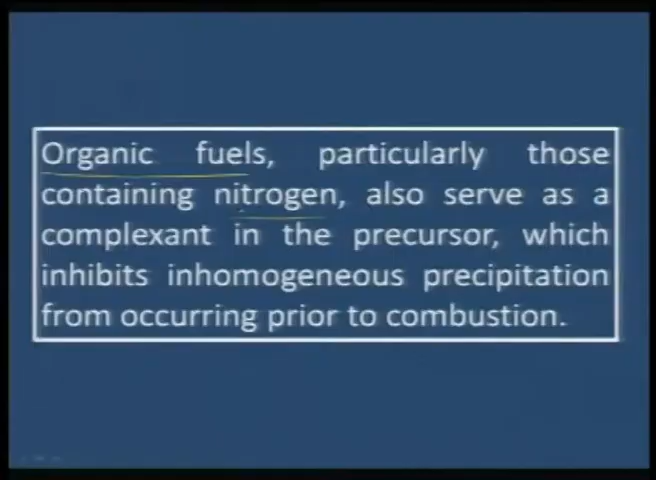 Organic fuels, particularly those
containing nitrogen, also serve as a
complexant in the precursor, which
inhibits inhomogeneous precipitation
from occurring prior to combustion.